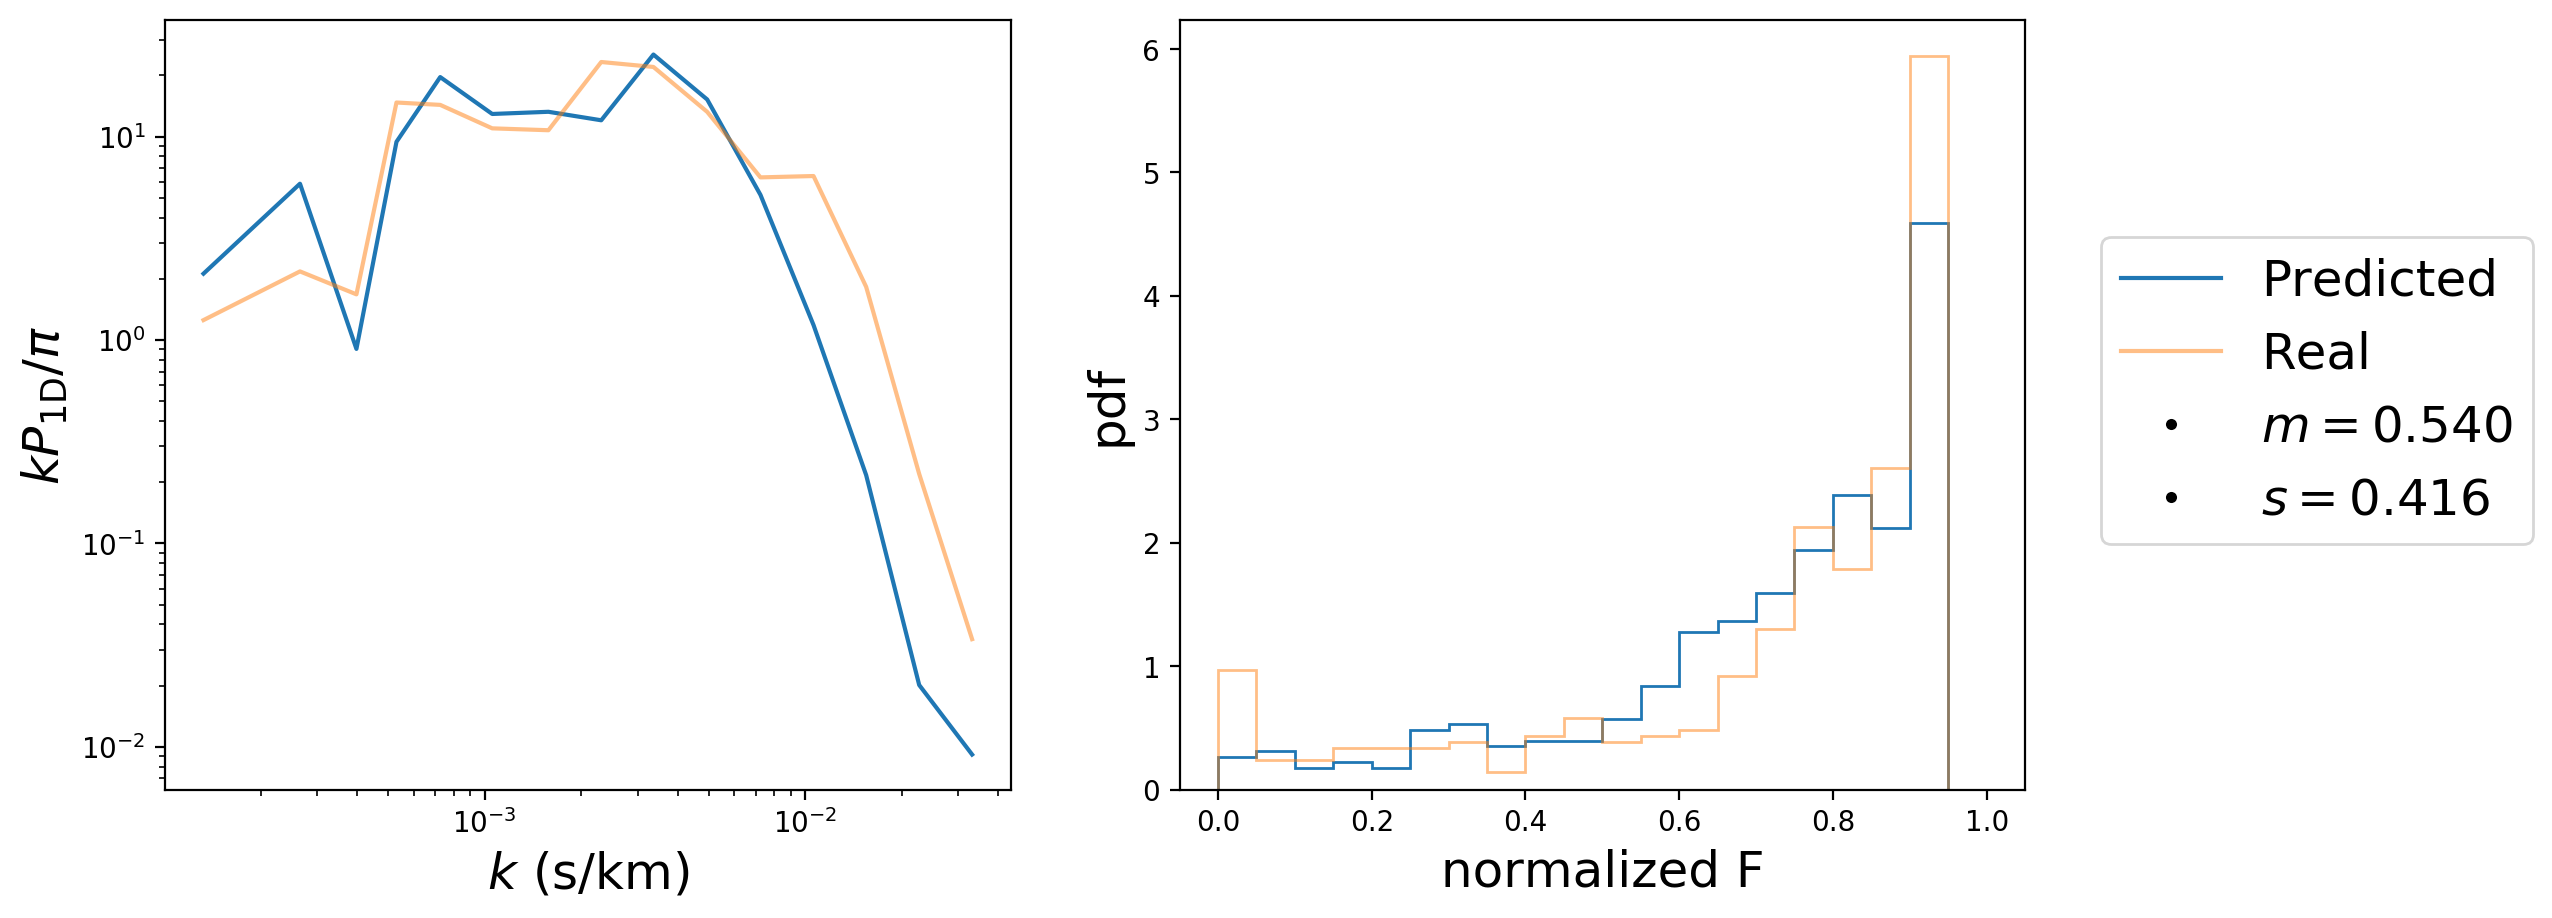 10¹
10⁰
10⁻¹
10⁻²
kP₁D/π
10⁻³ 10⁻²
k (s/km)
6
5
4
3
2
1
0
pdf
0.0 0.2 0.4 0.6 0.8 1.0
normalized F
Predicted
Real
m = 0.540
s = 0.416